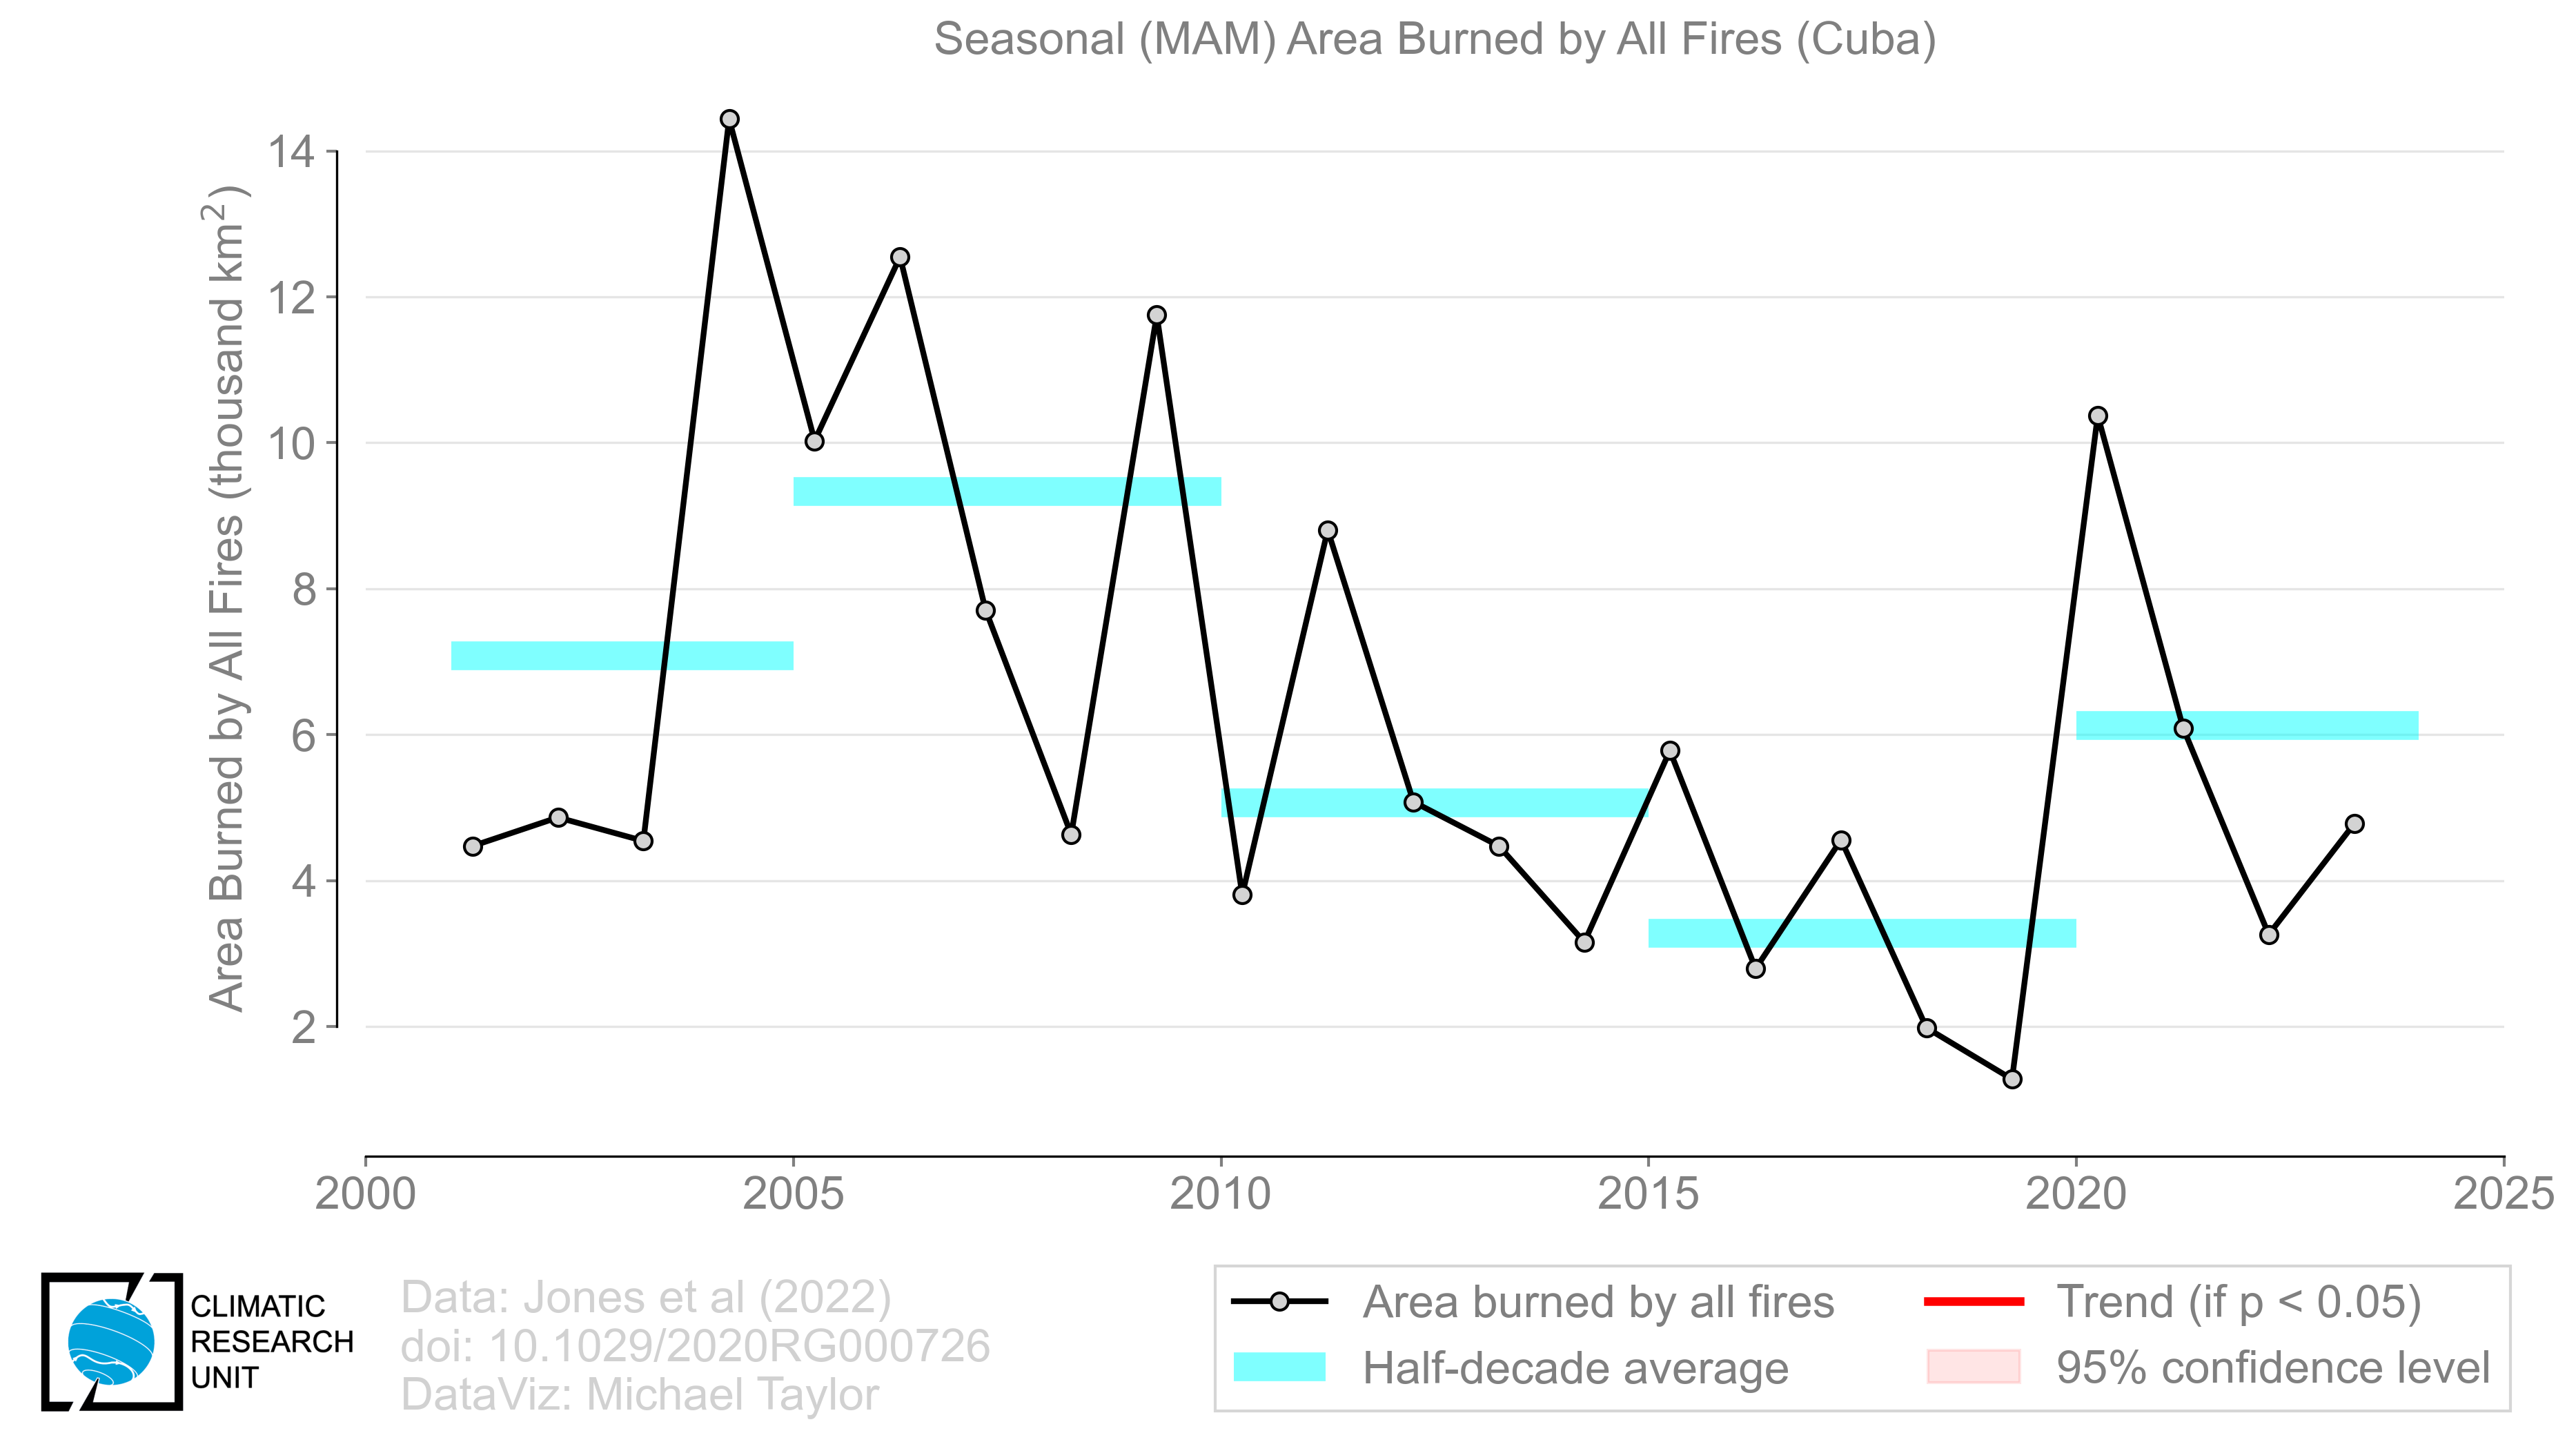 Seasonal (MAM) Area Burned by All Fires (Cuba)
Area Burned by All Fires (thousand km²)
14
12
10
8
6
4
2
2000 2005 2010 2015 2020 2025
CLIMATIC
RESEARCH
UNIT
Data: Jones et al (2022)
doi: 10.1029/2020RG000726
DataViz: Michael Taylor
Area burned by all fires
Half-decade average
Trend (if p < 0.05)
95% confidence level